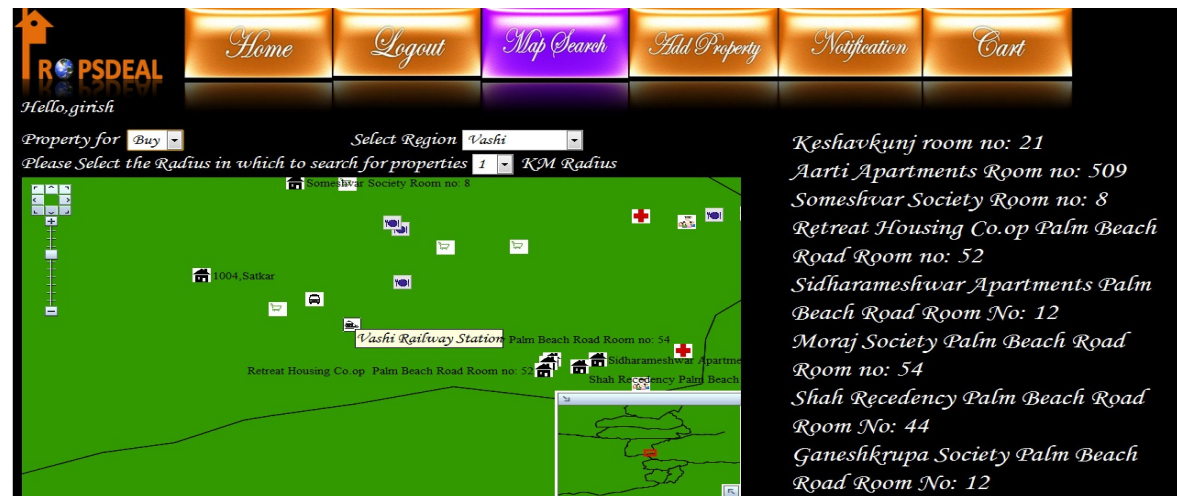 Home
Logout
Map Search
Add Property
Notification
Cart
R PSDEAL
Hello,girish
Property for Buy
Select Region Vashi
Please Select the Radius in which to search for properties 1 KM Radius
Someshvar Society Room no: 8
1004,Satkar
Vashi Railway Station
Palm Beach Road Room no: 54
Sidharameshwar Apartme
Retreat Housing Co.op Palm Beach Road Room no: 52
Shah Recedency Palm Beach
Keshavkunj room no: 21
Aarti Apartments Room no: 509
Someshvar Society Room no: 8
Retreat Housing Co.op Palm Beach
Road Room no: 52
Sidharameshwar Apartments Palm
Beach Road Room No: 12
Moraj Society Palm Beach Road
Room no: 54
Shah Recedency Palm Beach Road
Room No: 44
Ganeshkrupa Society Palm Beach
Road Room No: 12